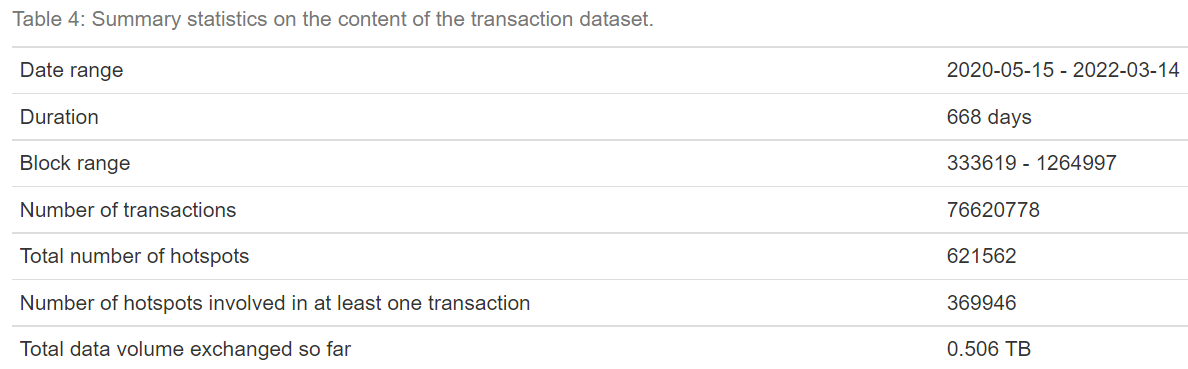 Table 4: Summary statistics on the content of the transaction dataset.
Date range 2020-05-15 - 2022-03-14
Duration 668 days
Block range 333619 - 1264997
Number of transactions 76620778
Total number of hotspots 621562
Number of hotspots involved in at least one transaction 369946
Total data volume exchanged so far 0.506 TB